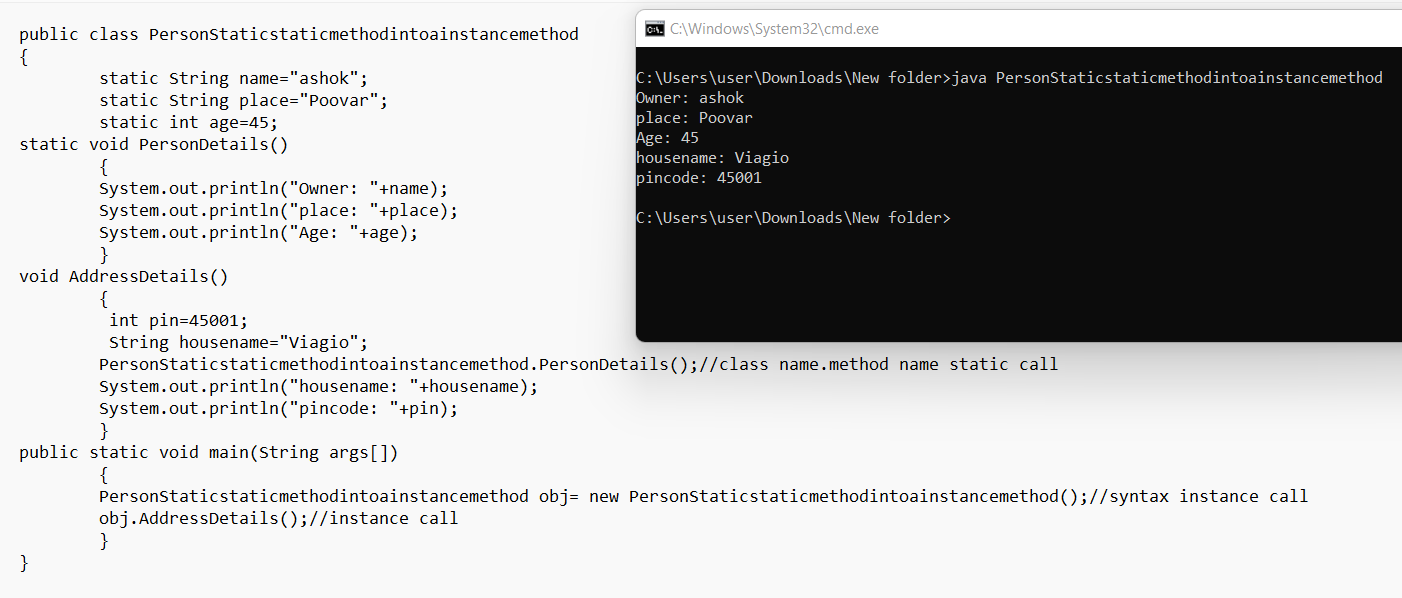 public class PersonStaticstaticmethodintoainstancemethod
{
static String name="ashok";
static String place="Poovar";
static int age=45;
static void PersonDetails()
{
System.out.println("Owner: "+name);
System.out.println("place: "+place);
System.out.println("Age: "+age);
}
void AddressDetails()
{
int pin=45001;
String housename="Viagio";
PersonStaticstaticmethodintoainstancemethod.PersonDetails();//class name.method name static call
System.out.println("housename: "+housename);
System.out.println("pincode: "+pin);
}
public static void main(String args[])
{
PersonStaticstaticmethodintoainstancemethod obj= new PersonStaticstaticmethodintoainstancemethod();//syntax instance call
obj.AddressDetails();//instance call
}
}
C:\Windows\System32\cmd.exe
C:\Users\user\Downloads\New folder>java PersonStaticstaticmethodintoainstancemethod
Owner: ashok
place: Poovar
Age: 45
housename: Viagio
pincode: 45001
C:\Users\user\Downloads\New folder>